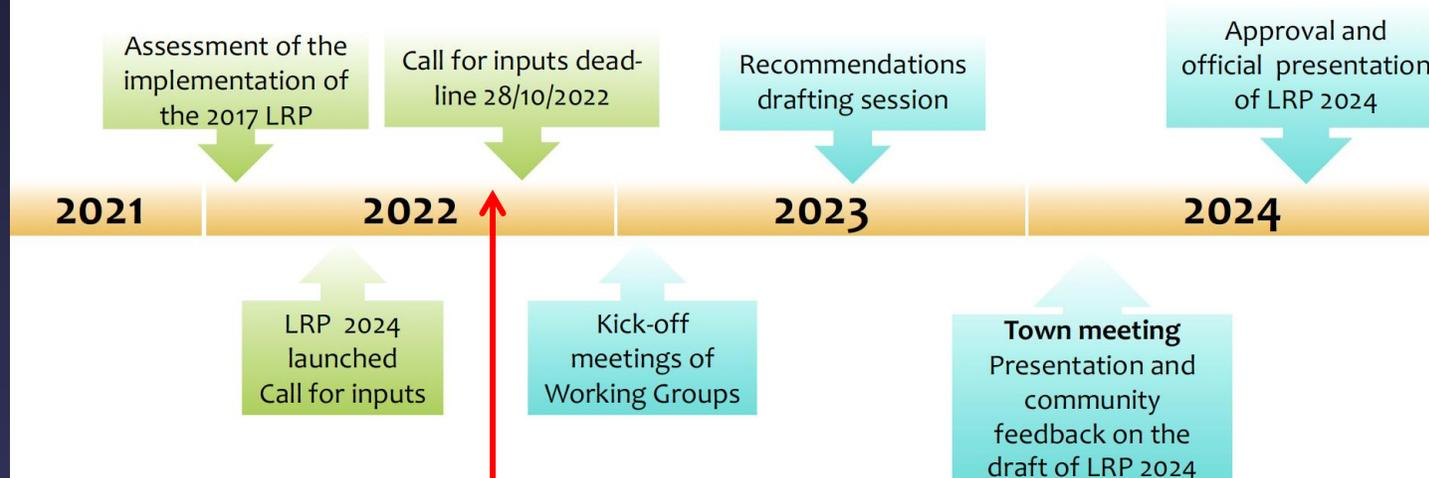 Assessment of the
implementation of
the 2017 LRP
Call for inputs dead-
line 28/10/2022
Recommendations
drafting session
Approval and
official presentation
of LRP 2024
2021
2022
2023
2024
LRP 2024
launched
Call for inputs
Kick-off
meetings of
Working Groups
Town meeting
Presentation and
community
feedback on the
draft of LRP 2024